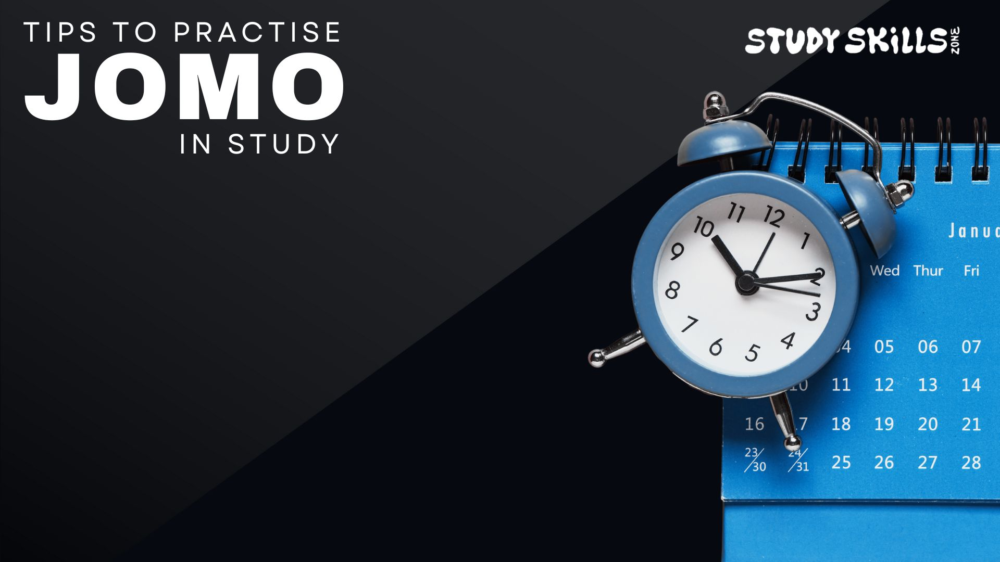 TIPS TO PRACTISE
JOMO
IN STUDY
STUDY SKiLLS ZONE
11 12 1
10 2
9 3
8 4
7 6 5
Wed Thur Fri
05 06 07
11 12 13 14
16 18 19 20 21
23/30 24/31 25 26 27 28